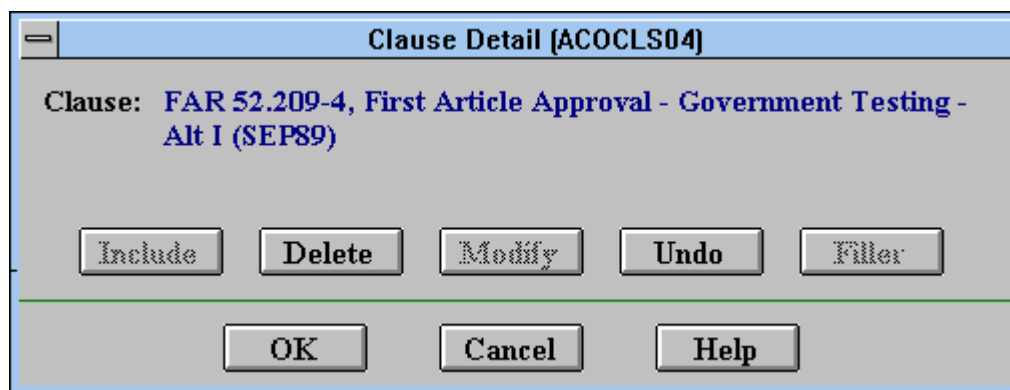 Clause Detail (ACOCLS04)
Clause: FAR 52.209-4, First Article Approval - Government Testing -
Alt I (SEP89)
Include Delete Modify Undo Filler
OK Cancel Help